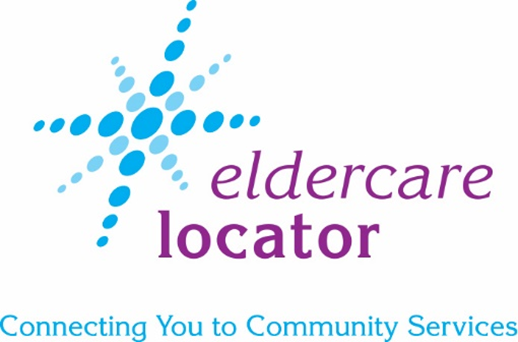 eldercare
locator
Connecting You to Community Services